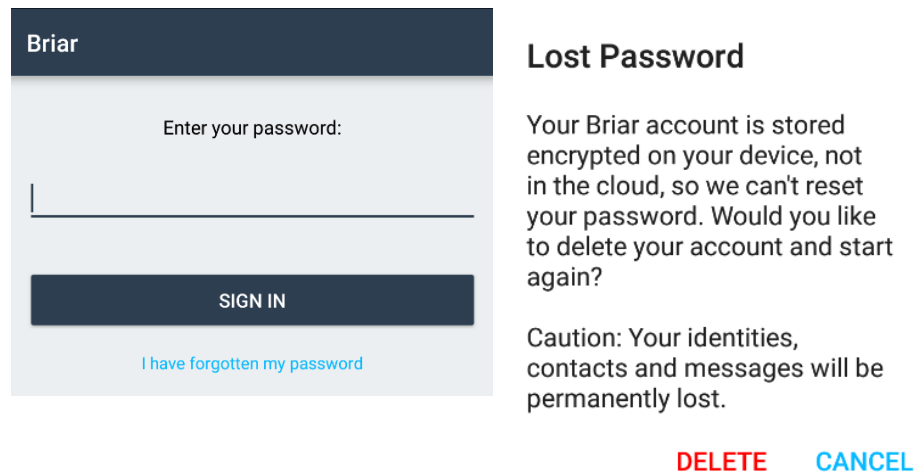 Briar
Enter your password:
SIGN IN
I have forgotten my password
Lost Password
Your Briar account is stored
encrypted on your device, not
in the cloud, so we can't reset
your password. Would you like
to delete your account and start
again?
Caution: Your identities,
contacts and messages will be
permanently lost.
DELETE CANCEL